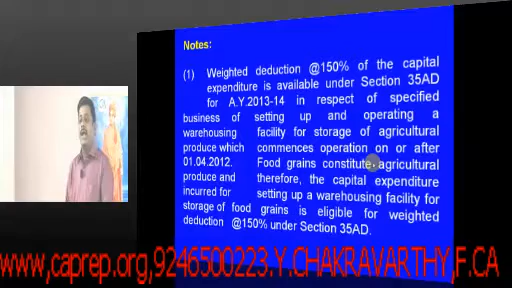 Notes:
(1) Weighted deduction @150% of the capital
expenditure is available under Section 35AD
for A.Y.2013-14 in respect of specified
business of setting up and operating a
warehousing facility for storage of agricultural
produce which commences operation on or after
01.04.2012. Food grains constitute agricultural
produce and therefore, the capital expenditure
incurred for setting up a warehousing facility for
storage of food grains is eligible for weighted
deduction @150% under Section 35AD.
www,caprep.org,9246500223.Y.CHAKRAVARTHY,F.CA